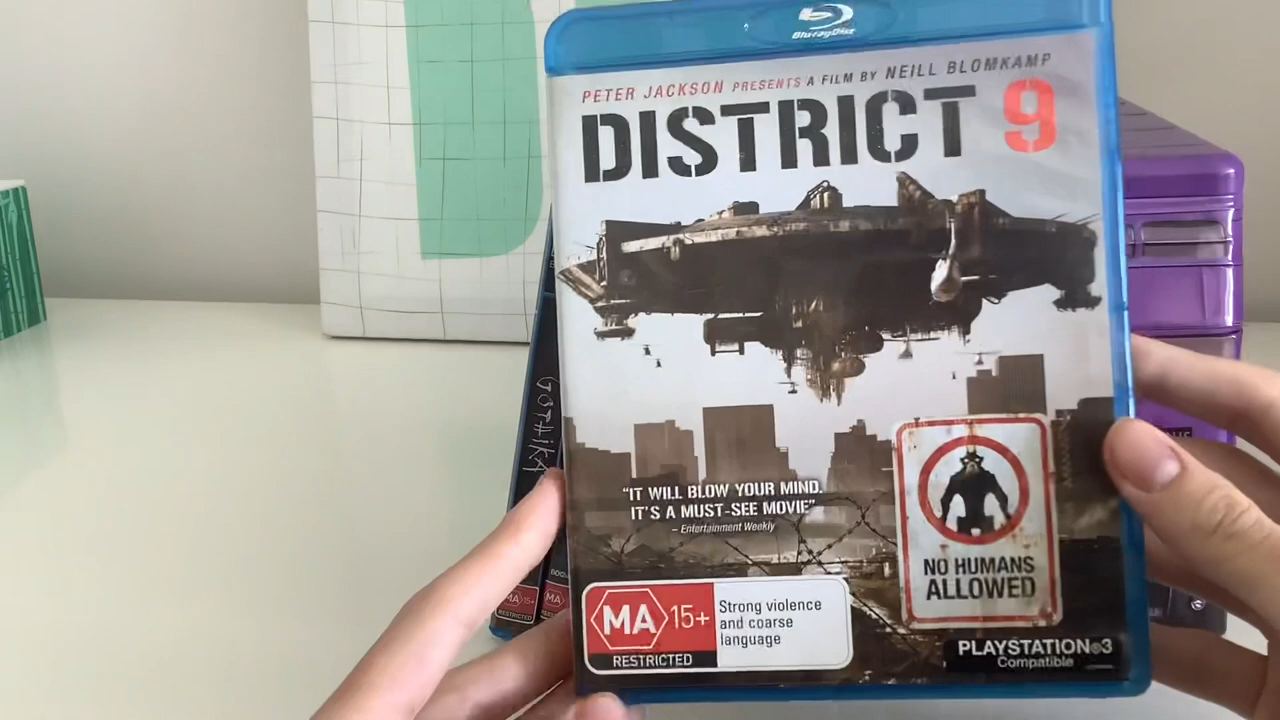 Blu-ray Disc
PETER JACKSON PRESENTS A FILM BY NEILL BLOMKAMP
DISTRICT 9
GOTHIKA
"IT WILL BLOW YOUR MIND.
IT'S A MUST-SEE MOVIE"
– Entertainment Weekly
NO HUMANS
ALLOWED
MA 15+
RESTRICTED
Strong violence
and coarse
language
PLAYSTATION®3
Compatible
MA 15+
RESTRICTED
MA